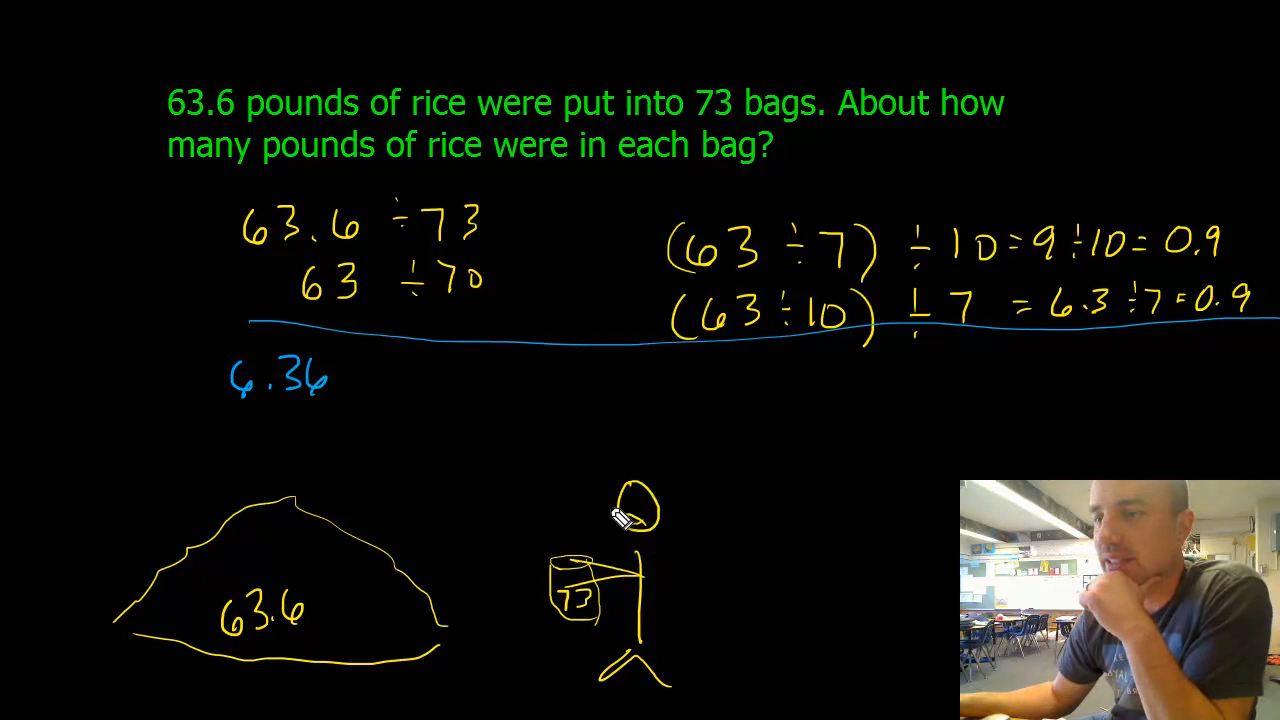 63.6 pounds of rice were put into 73 bags. About how
many pounds of rice were in each bag?
63.6 ÷ 73
63 ÷ 70
(63 ÷ 7) ÷ 10 = 9 ÷ 10 = 0.9
(63 ÷ 10) ÷ 7 = 6.3 ÷ 7 = 0.9
6.36
63.6
73